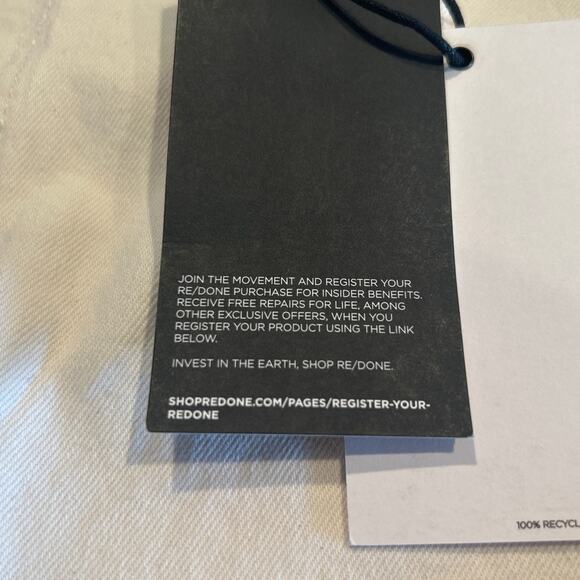 JOIN THE MOVEMENT AND REGISTER YOUR
RE/DONE PURCHASE FOR INSIDER BENEFITS.
RECEIVE FREE REPAIRS FOR LIFE, AMONG
OTHER EXCLUSIVE OFFERS, WHEN YOU
REGISTER YOUR PRODUCT USING THE LINK
BELOW.
INVEST IN THE EARTH, SHOP RE/DONE.
SHOPREDONE.COM/PAGES/REGISTER-YOUR-
REDONE
100% RECYCL